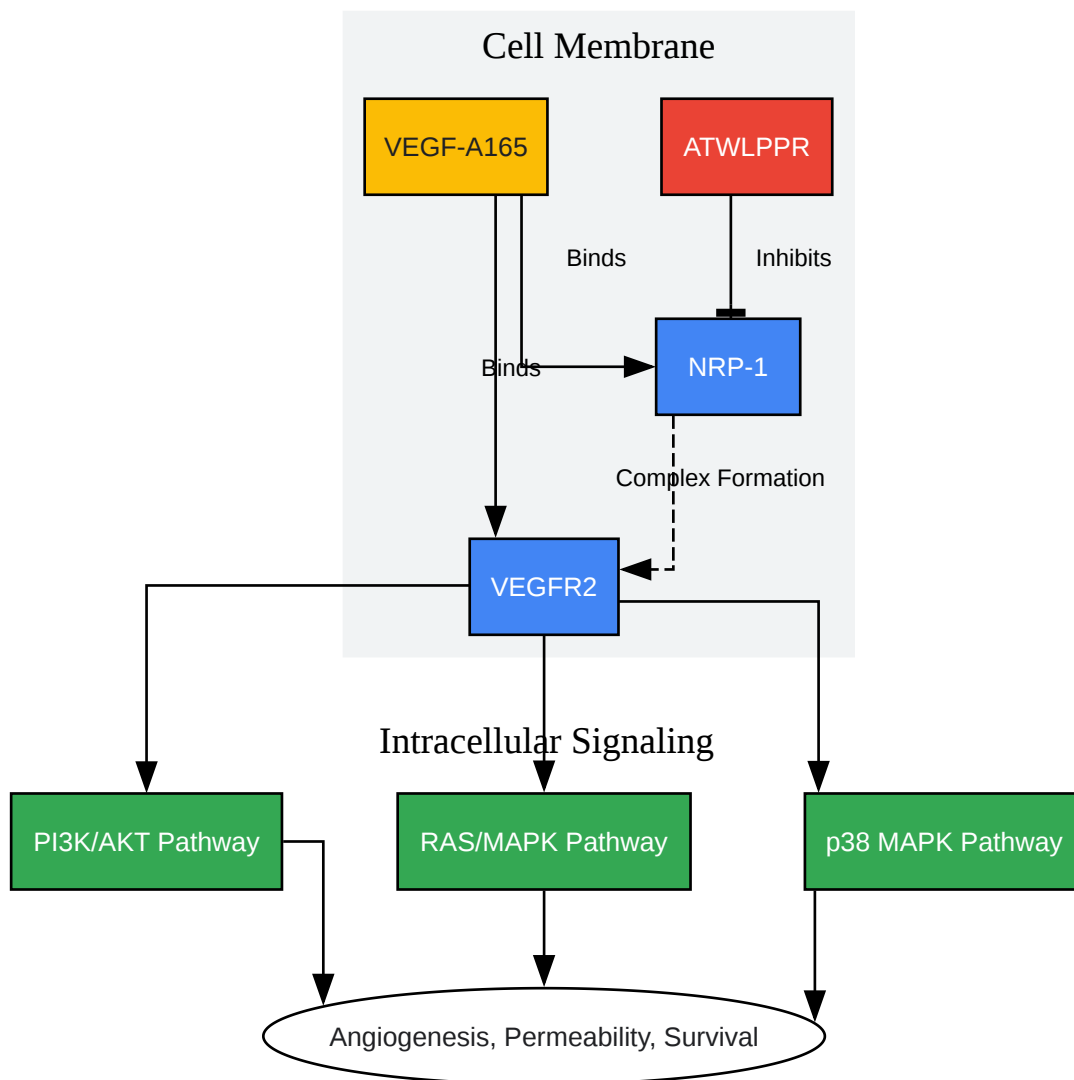 Cell Membrane
VEGF-A165
ATWLPPR
Binds
Inhibits
Binds
NRP-1
Complex Formation
VEGFR2
Intracellular Signaling
PI3K/AKT Pathway
RAS/MAPK Pathway
p38 MAPK Pathway
Angiogenesis, Permeability, Survival